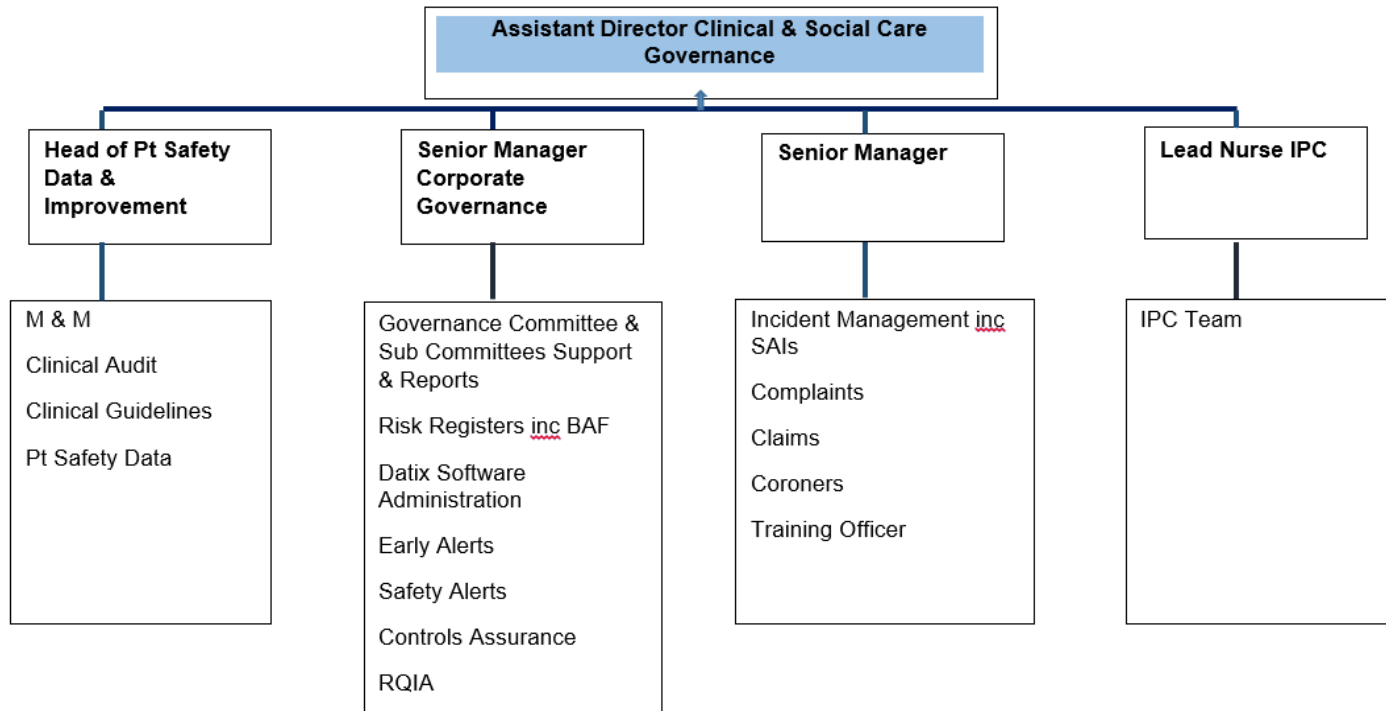 Assistant Director Clinical & Social Care
Governance
Head of Pt Safety
Data &
Improvement
Senior Manager
Corporate
Governance
Senior Manager
Lead Nurse IPC
M & M
Clinical Audit
Clinical Guidelines
Pt Safety Data
Governance Committee &
Sub Committees Support
& Reports
Risk Registers inc BAF
Datix Software
Administration
Early Alerts
Safety Alerts
Controls Assurance
RQIA
Incident Management inc
SAIs
Complaints
Claims
Coroners
Training Officer
IPC Team